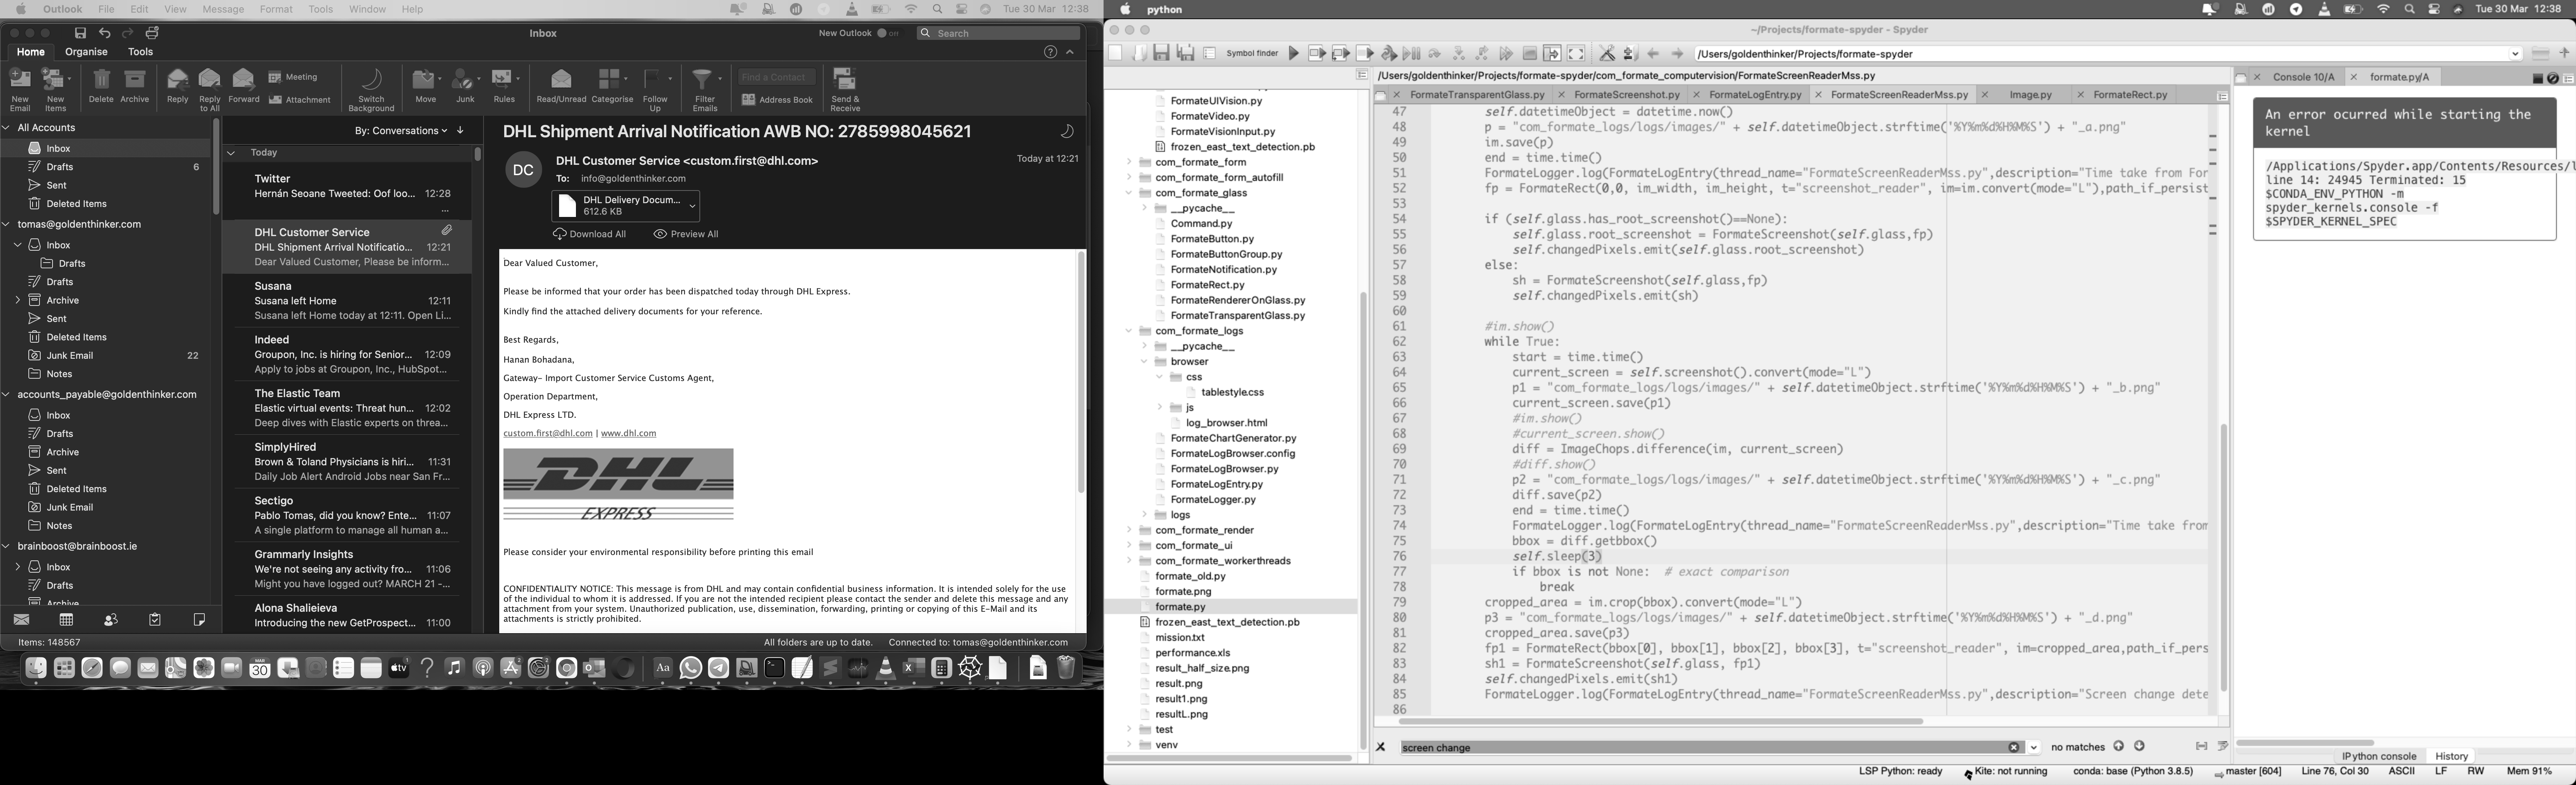 Outlook File Edit View Message Format Tools Window Help
Tue 30 Mar 12:38
Inbox
New Outlook
Search
Home Organise Tools
New Email
New Items
Delete
Archive
Reply
Reply to All
Forward
Meeting
Attachment
Switch Background
Move
Junk
Rules
Read/Unread
Categorise
Follow Up
Filter Emails
Find a Contact
Address Book
Send & Receive
All Accounts
Inbox
Drafts 6
Sent
Deleted Items
tomas@goldenthinker.com
Inbox
Drafts
Drafts
Archive
Sent
Deleted Items
Junk Email 22
Notes
accounts_payable@goldenthinker.com
Inbox
Drafts
Archive
Sent
Deleted Items
Junk Email
Notes
brainboost@brainboost.ie
Inbox
Drafts
Archive
Items: 148567
By: Conversations
Today
Twitter
Hernán Seoane Tweeted: Oof loo... 12:28
...
DHL Customer Service
DHL Shipment Arrival Notificatio... 12:21
Dear Valued Customer, Please be inform...
Susana
Susana left Home 12:11
Susana left Home today at 12:11. Open Li...
Indeed
Groupon, Inc. is hiring for Senior... 12:09
Apply to jobs at Groupon, Inc., HubSpot...
The Elastic Team
Elastic virtual events: Threat hun... 12:02
Deep dives with Elastic experts on threa...
SimplyHired
Brown & Toland Physicians is hiri... 11:31
Daily Job Alert Android Jobs near San Fr...
Sectigo
Pablo Tomas, did you know? Ente... 11:07
A single platform to manage all human a...
Grammarly Insights
We're not seeing any activity fro... 11:06
Might you have logged out? MARCH 21 -...
Alona Shalieieva
Introducing the new GetProspect... 11:00
DHL Shipment Arrival Notification AWB NO: 2785998045621
DC
DHL Customer Service <custom.first@dhl.com>
Today at 12:21
To: info@goldenthinker.com
DHL Delivery Docum...
612.6 KB
Download All
Preview All
Dear Valued Customer,
Please be informed that your order has been dispatched today through DHL Express.
Kindly find the attached delivery documents for your reference.
Best Regards,
Hanan Bohadana,
Gateway- Import Customer Service Customs Agent,
Operation Department,
DHL Express LTD.
custom.first@dhl.com | www.dhl.com
DHL
EXPRESS
Please consider your environmental responsibility before printing this email
CONFIDENTIALITY NOTICE: This message is from DHL and may contain confidential business information. It is intended solely for the use
of the individual to whom it is addressed. If you are not the intended recipient please contact the sender and delete this message and any
attachment from your system. Unauthorized publication, use, dissemination, forwarding, printing or copying of this E-Mail and its
attachments is strictly prohibited.
All folders are up to date. Connected to: tomas@goldenthinker.com
MAR
30
tv
Aa
python
Tue 30 Mar 12:38
~/Projects/formate-spyder - Spyder
Symbol finder
/Users/goldenthinker/Projects/formate-spyder
FormateUIVision.py
FormateVideo.py
FormateVisionInput.py
frozen_east_text_detection.pb
com_formate_form
com_formate_form_autofill
com_formate_glass
__pycache__
Command.py
FormateButton.py
FormateButtonGroup.py
FormateNotification.py
FormateRect.py
FormateRendererOnGlass.py
FormateTransparentGlass.py
com_formate_logs
__pycache__
browser
css
tablestyle.css
js
log_browser.html
FormateChartGenerator.py
FormateLogBrowser.config
FormateLogBrowser.py
FormateLogEntry.py
FormateLogger.py
logs
com_formate_render
com_formate_ui
com_formate_workerthreads
formate_old.py
formate.png
formate.py
frozen_east_text_detection.pb
mission.txt
performance.xls
result_half_size.png
result.png
result1.png
resultL.png
test
venv
/Users/goldenthinker/Projects/formate-spyder/com_formate_computervision/FormateScreenReaderMss.py
FormateTransparentGlass.py FormateScreenshot.py FormateLogEntry.py FormateScreenReaderMss.py Image.py FormateRect.py
47 self.datetimeObject = datetime.now()
48 p = "com_formate_logs/logs/images/" + self.datetimeObject.strftime('%Y%m%d%H%M%S') + "_a.png"
49 im.save(p)
50 end = time.time()
51 FormateLogger.log(FormateLogEntry(thread_name="FormateScreenReaderMss.py",description="Time take from For
52 fp = FormateRect(0,0, im_width, im_height, t="screenshot_reader", im=im.convert(mode="L"),path_if_persist
53
54 if (self.glass.has_root_screenshot()==None):
55 self.glass.root_screenshot = FormateScreenshot(self.glass,fp)
56 self.changedPixels.emit(self.glass.root_screenshot)
57 else:
58 sh = FormateScreenshot(self.glass,fp)
59 self.changedPixels.emit(sh)
60
61 #im.show()
62 while True:
63 start = time.time()
64 current_screen = self.screenshot().convert(mode="L")
65 p1 = "com_formate_logs/logs/images/" + self.datetimeObject.strftime('%Y%m%d%H%M%S') + "_b.png"
66 current_screen.save(p1)
67 #im.show()
68 #current_screen.show()
69 diff = ImageChops.difference(im, current_screen)
70 #diff.show()
71 p2 = "com_formate_logs/logs/images/" + self.datetimeObject.strftime('%Y%m%d%H%M%S') + "_c.png"
72 diff.save(p2)
73 end = time.time()
74 FormateLogger.log(FormateLogEntry(thread_name="FormateScreenReaderMss.py",description="Time take from
75 bbox = diff.getbbox()
76 self.sleep(3)
77 if bbox is not None: # exact comparison
78 break
79 cropped_area = im.crop(bbox).convert(mode="L")
80 p3 = "com_formate_logs/logs/images/" + self.datetimeObject.strftime('%Y%m%d%H%M%S') + "_d.png"
81 cropped_area.save(p3)
82 fp1 = FormateRect(bbox[0], bbox[1], bbox[2], bbox[3], t="screenshot_reader", im=cropped_area,path_if_pers
83 sh1 = FormateScreenshot(self.glass, fp1)
84 self.changedPixels.emit(sh1)
85 FormateLogger.log(FormateLogEntry(thread_name="FormateScreenReaderMss.py",description="Screen change dete
86
screen change
no matches
Console 10/A formate.py/A
An error ocurred while starting the
kernel
/Applications/Spyder.app/Contents/Resources/l
line 14: 24945 Terminated: 15
$CONDA_ENV_PYTHON -m
spyder_kernels.console -f
$SPYDER_KERNEL_SPEC
IPython console History
LSP Python: ready Kite: not running conda: base (Python 3.8.5) master [604] Line 76, Col 30 ASCII LF RW Mem 91%